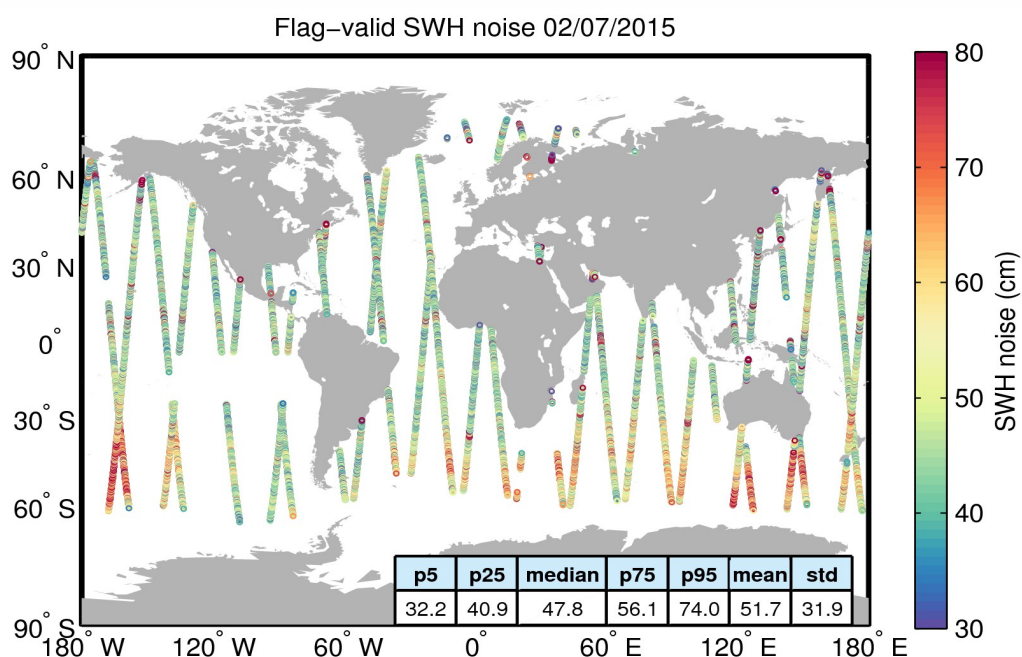 Flag−valid SWH noise 02/07/2015
90° N
60° N
30° N
0°
30° S
60° S
90° S
180° W 120° W 60° W 0° 60° E 120° E 180° E
80
70
60
50
40
30
SWH noise (cm)
p5 p25 median p75 p95 mean std
32.2 40.9 47.8 56.1 74.0 51.7 31.9